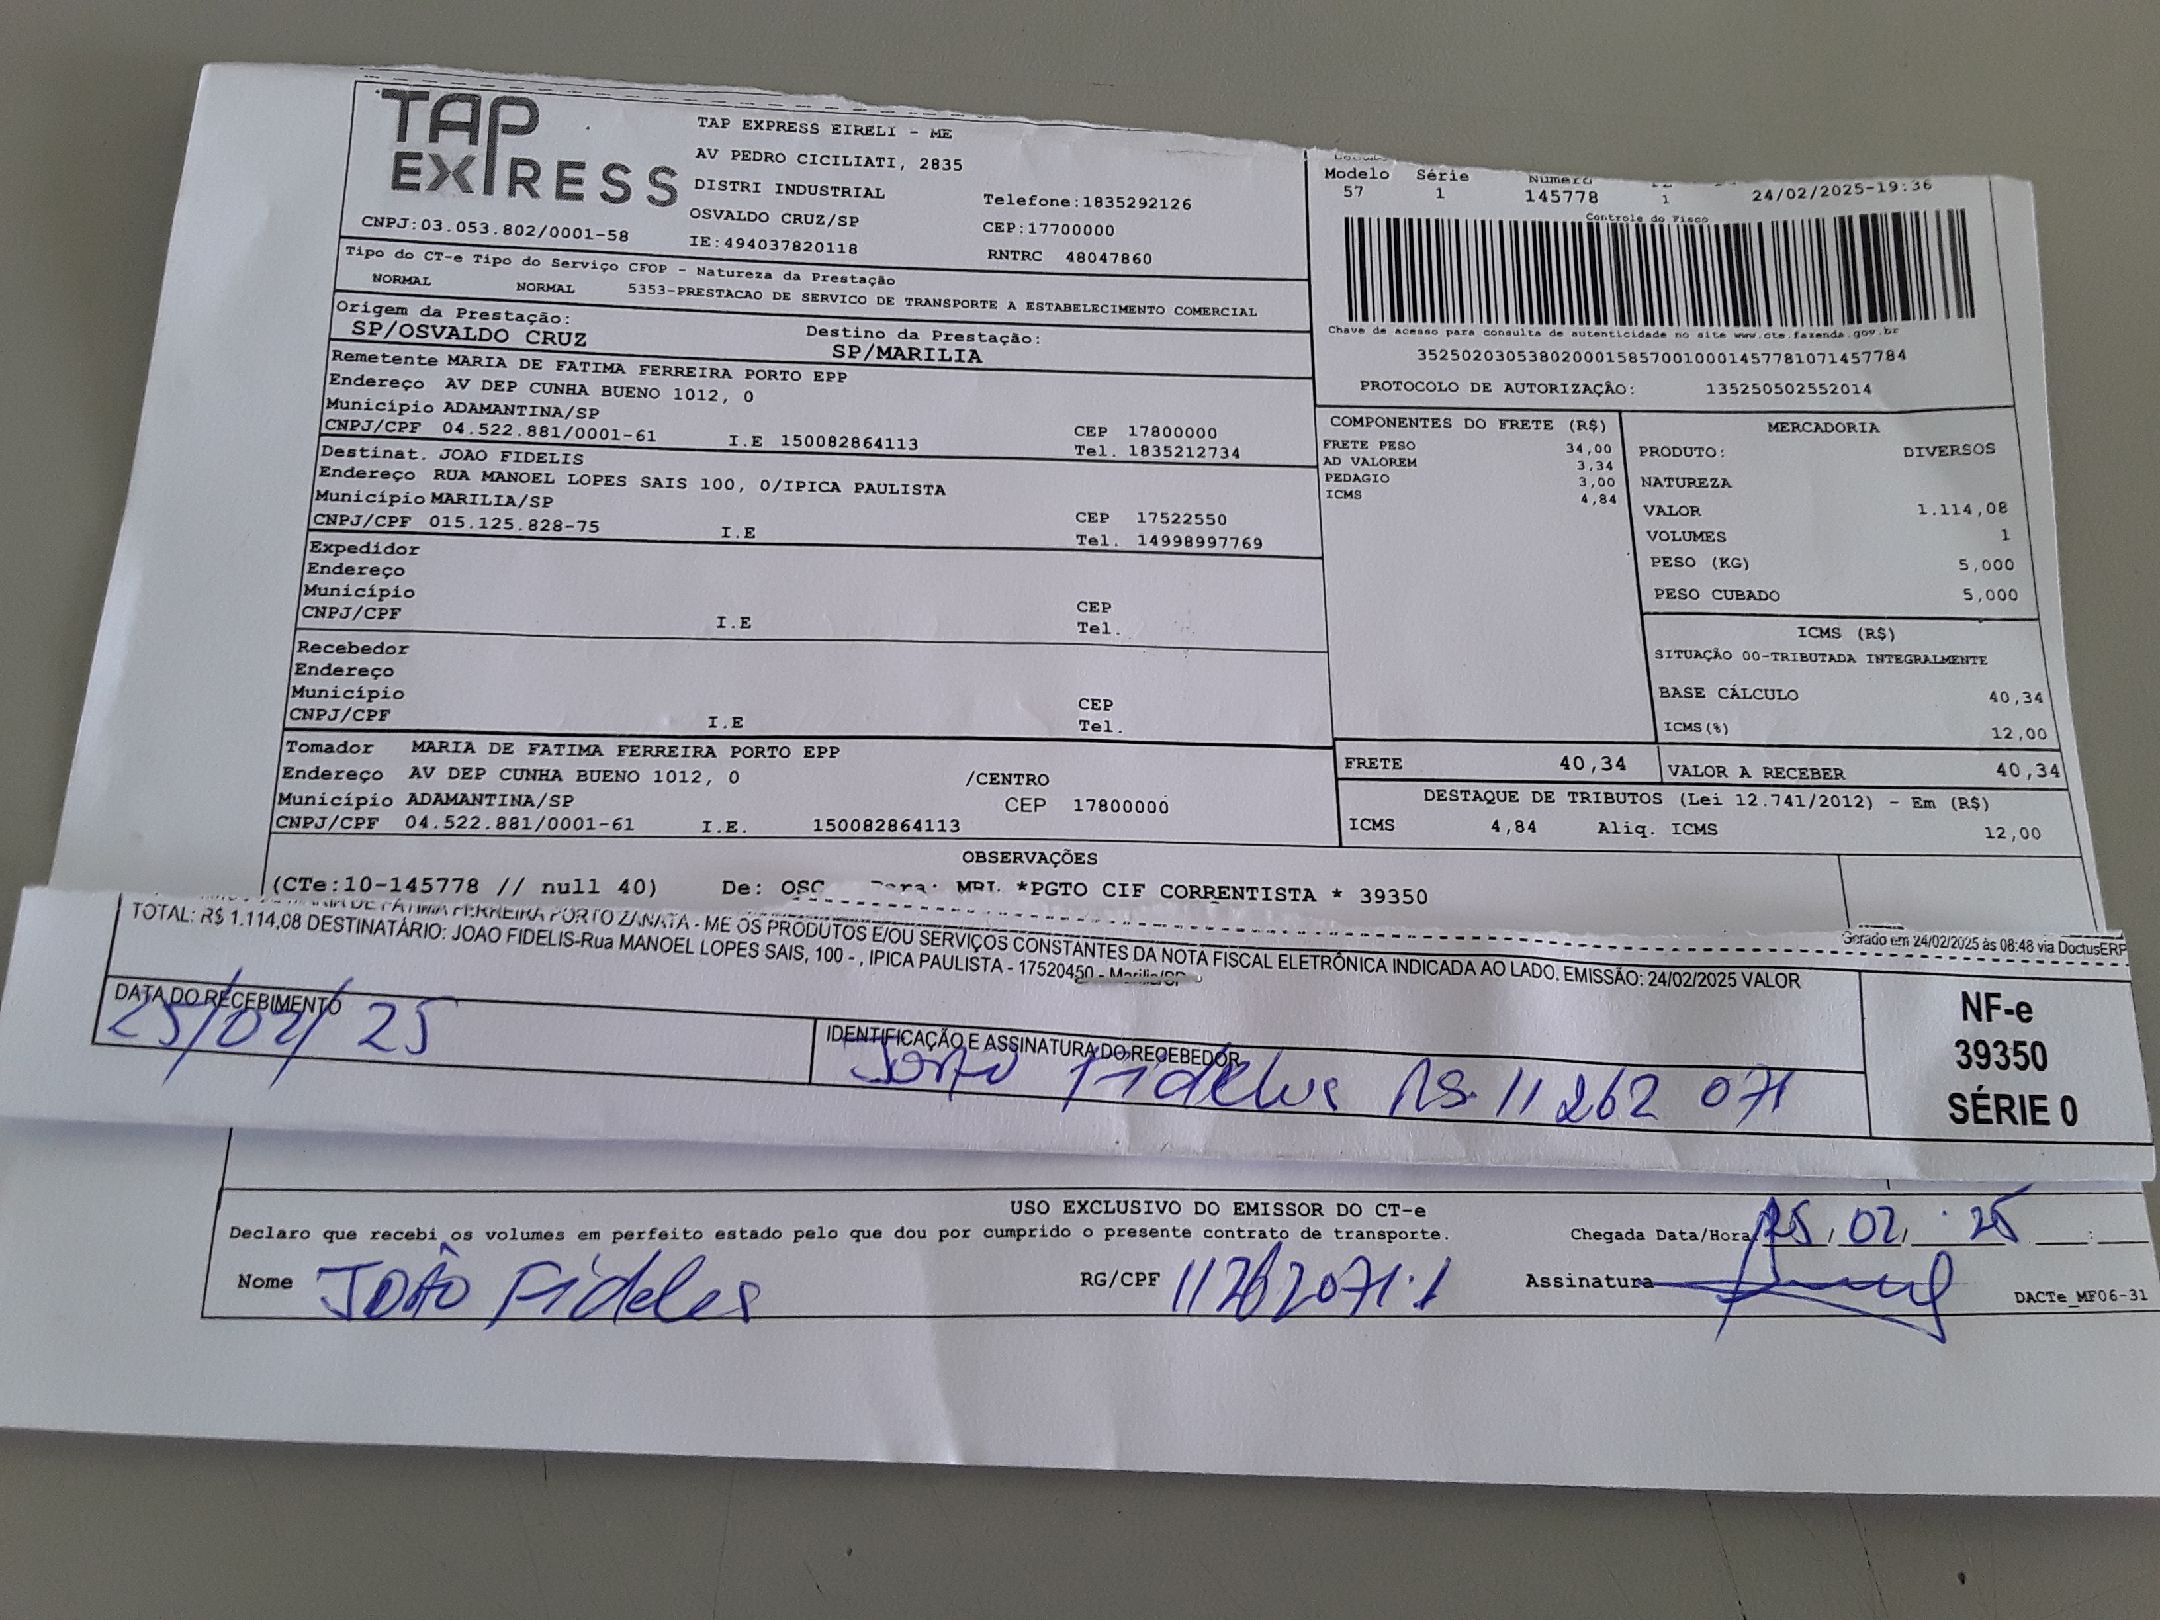 TAP
EXPRESS
TAP EXPRESS EIRELI - ME
AV PEDRO CICILIATI, 2835
DISTRI INDUSTRIAL
Telefone:1835292126
OSVALDO CRUZ/SP
CEP:17700000
CNPJ:03.053.802/0001-58
IE:494037820118
RNTRC 48047860
Modelo Série Número
57 1 145778 1 24/02/2025-19:36
Controle do Fisco
Chave de acesso para consulta de autenticidade no site www.cte.fazenda.gov.br
35250203053802000158570010001457781071457784
PROTOCOLO DE AUTORIZAÇÃO: 135250502552014
Tipo do CT-e Tipo do Serviço CFOP - Natureza da Prestação
NORMAL NORMAL 5353-PRESTACAO DE SERVICO DE TRANSPORTE A ESTABELECIMENTO COMERCIAL
Origem da Prestação: Destino da Prestação:
SP/OSVALDO CRUZ SP/MARILIA
Remetente MARIA DE FATIMA FERREIRA PORTO EPP
Endereço AV DEP CUNHA BUENO 1012, 0
Município ADAMANTINA/SP CEP 17800000
CNPJ/CPF 04.522.881/0001-61 I.E 150082864113 Tel. 1835212734
Destinat. JOAO FIDELIS
Endereço RUA MANOEL LOPES SAIS 100, 0/IPICA PAULISTA
Município MARILIA/SP CEP 17522550
CNPJ/CPF 015.125.828-75 I.E Tel. 14998997769
Expedidor
Endereço
Município CEP
CNPJ/CPF I.E Tel.
Recebedor
Endereço
Município CEP
CNPJ/CPF I.E Tel.
Tomador MARIA DE FATIMA FERREIRA PORTO EPP
Endereço AV DEP CUNHA BUENO 1012, 0 /CENTRO
Município ADAMANTINA/SP CEP 17800000
CNPJ/CPF 04.522.881/0001-61 I.E. 150082864113
COMPONENTES DO FRETE (R$)
FRETE PESO 34,00
AD VALOREM 3,34
PEDAGIO 3,00
ICMS 4,84
MERCADORIA
PRODUTO: DIVERSOS
NATUREZA
VALOR 1.114,08
VOLUMES 1
PESO (KG) 5,000
PESO CUBADO 5,000
ICMS (R$)
SITUAÇÃO 00-TRIBUTADA INTEGRALMENTE
BASE CÁLCULO 40,34
ICMS(%) 12,00
FRETE 40,34 VALOR A RECEBER 40,34
DESTAQUE DE TRIBUTOS (Lei 12.741/2012) - Em (R$)
ICMS 4,84 Aliq. ICMS 12,00
OBSERVAÇÕES
(CTe:10-145778 // null 40) De: OSC Para: MRL *PGTO CIF CORRENTISTA * 39350
Gerado em 24/02/2025 às 08:48 via DoctusERP
MARIA DE FATIMA FERREIRA PORTO ZANATA - ME OS PRODUTOS E/OU SERVIÇOS CONSTANTES DA NOTA FISCAL ELETRÔNICA INDICADA AO LADO. EMISSÃO: 24/02/2025 VALOR
TOTAL: R$ 1.114,08 DESTINATÁRIO: JOAO FIDELIS-Rua MANOEL LOPES SAIS, 100 - , IPICA PAULISTA - 17520450 - Marilia/SP
DATA DO RECEBIMENTO
25/02/25
IDENTIFICAÇÃO E ASSINATURA DO RECEBEDOR
João Fidelis RG. 11 262 071
NF-e
39350
SÉRIE 0
USO EXCLUSIVO DO EMISSOR DO CT-e
Declaro que recebi os volumes em perfeito estado pelo que dou por cumprido o presente contrato de transporte. Chegada Data/Hora 25/02/25 :
Nome JOÃO Fidelis RG/CPF 11262071-1 Assinatura
DACTe_MF06-31